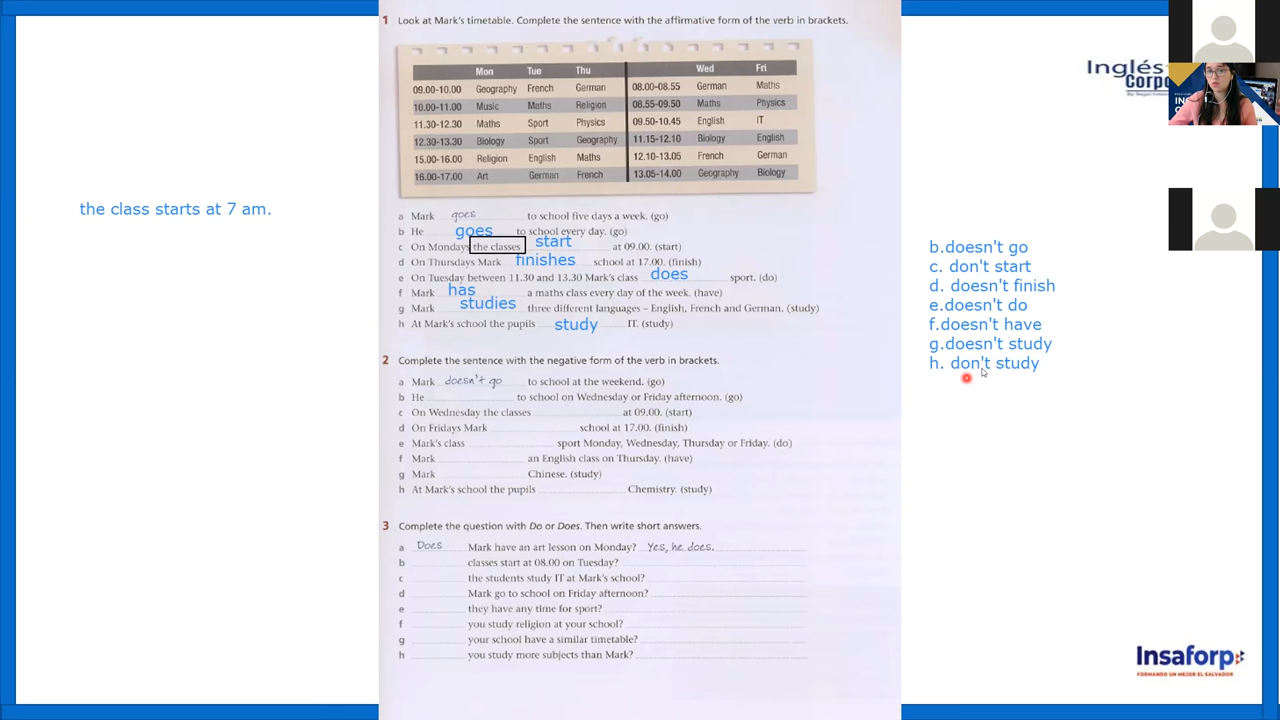 1 Look at Mark's timetable. Complete the sentence with the affirmative form of the verb in brackets.
Mon Tue Thu Wed Fri
09.00-10.00 Geography French German 08.00-08.55 German Maths
10.00-11.00 Music Maths Religion 08.55-09.50 Maths Physics
11.30-12.30 Maths Sport Physics 09.50-10.45 English IT
12.30-13.30 Biology Sport Geography 11.15-12.10 Biology English
15.00-16.00 Religion English Maths 12.10-13.05 French German
16.00-17.00 Art German French 13.05-14.00 Geography Biology
the class starts at 7 am.
a Mark goes to school five days a week. (go)
b He goes to school every day. (go)
c On Mondays the classes start at 09.00. (start)
d On Thursdays Mark finishes school at 17.00. (finish)
e On Tuesday between 11.30 and 13.30 Mark's class does sport. (do)
f Mark has a maths class every day of the week. (have)
g Mark studies three different languages – English, French and German. (study)
h At Mark's school the pupils study IT. (study)
2 Complete the sentence with the negative form of the verb in brackets.
a Mark doesn't go to school at the weekend. (go)
b He to school on Wednesday or Friday afternoon. (go)
c On Wednesday the classes at 09.00. (start)
d On Fridays Mark school at 17.00. (finish)
e Mark's class sport Monday, Wednesday, Thursday or Friday. (do)
f Mark an English class on Thursday. (have)
g Mark Chinese. (study)
h At Mark's school the pupils Chemistry. (study)
3 Complete the question with Do or Does. Then write short answers.
a Does Mark have an art lesson on Monday? Yes, he does.
b classes start at 08.00 on Tuesday?
c the students study IT at Mark's school?
d Mark go to school on Friday afternoon?
e they have any time for sport?
f you study religion at your school?
g your school have a similar timetable?
h you study more subjects than Mark?
b.doesn't go
c. don't start
d. doesn't finish
e.doesn't do
f.doesn't have
g.doesn't study
h. don't study
Inglés
Corpo
Insaforp
FORMANDO UN MEJOR EL SALVADOR